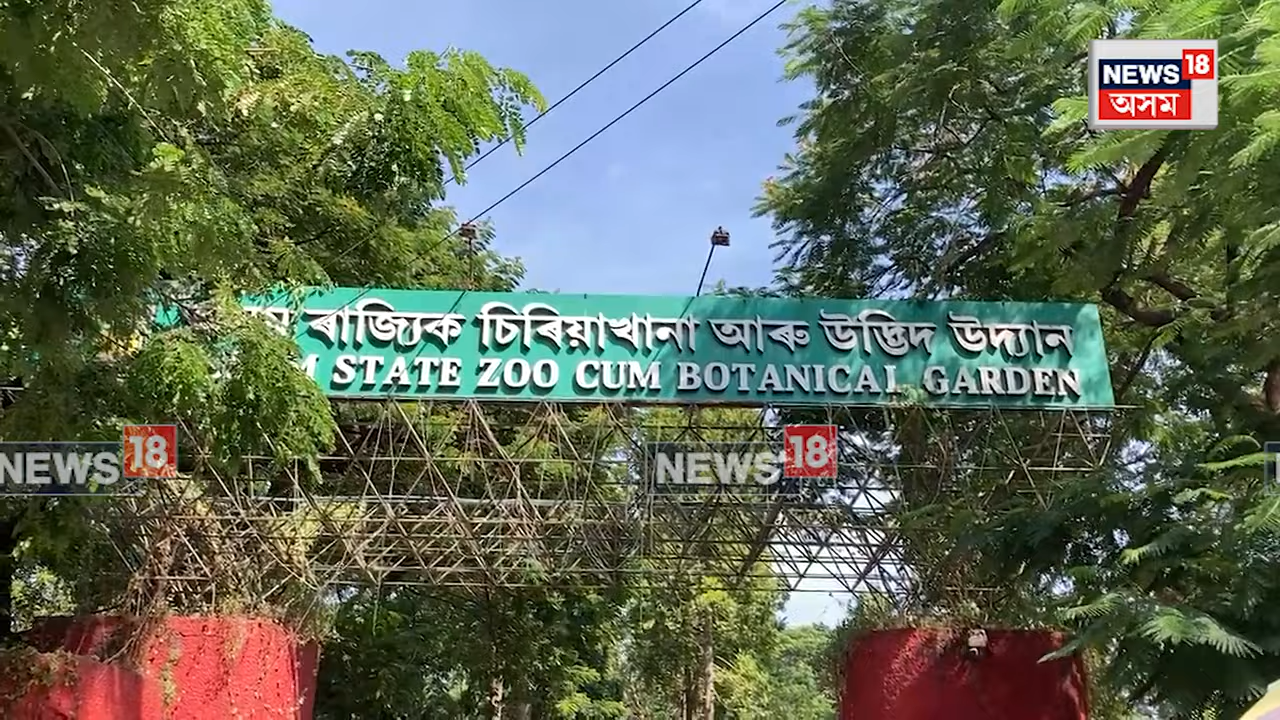 NEWS 18
অসম
ৰাজ্যিক চিৰিয়াখানা আৰু উদ্ভিদ উদ্যান
STATE ZOO CUM BOTANICAL GARDEN
NEWS 18 NEWS 18